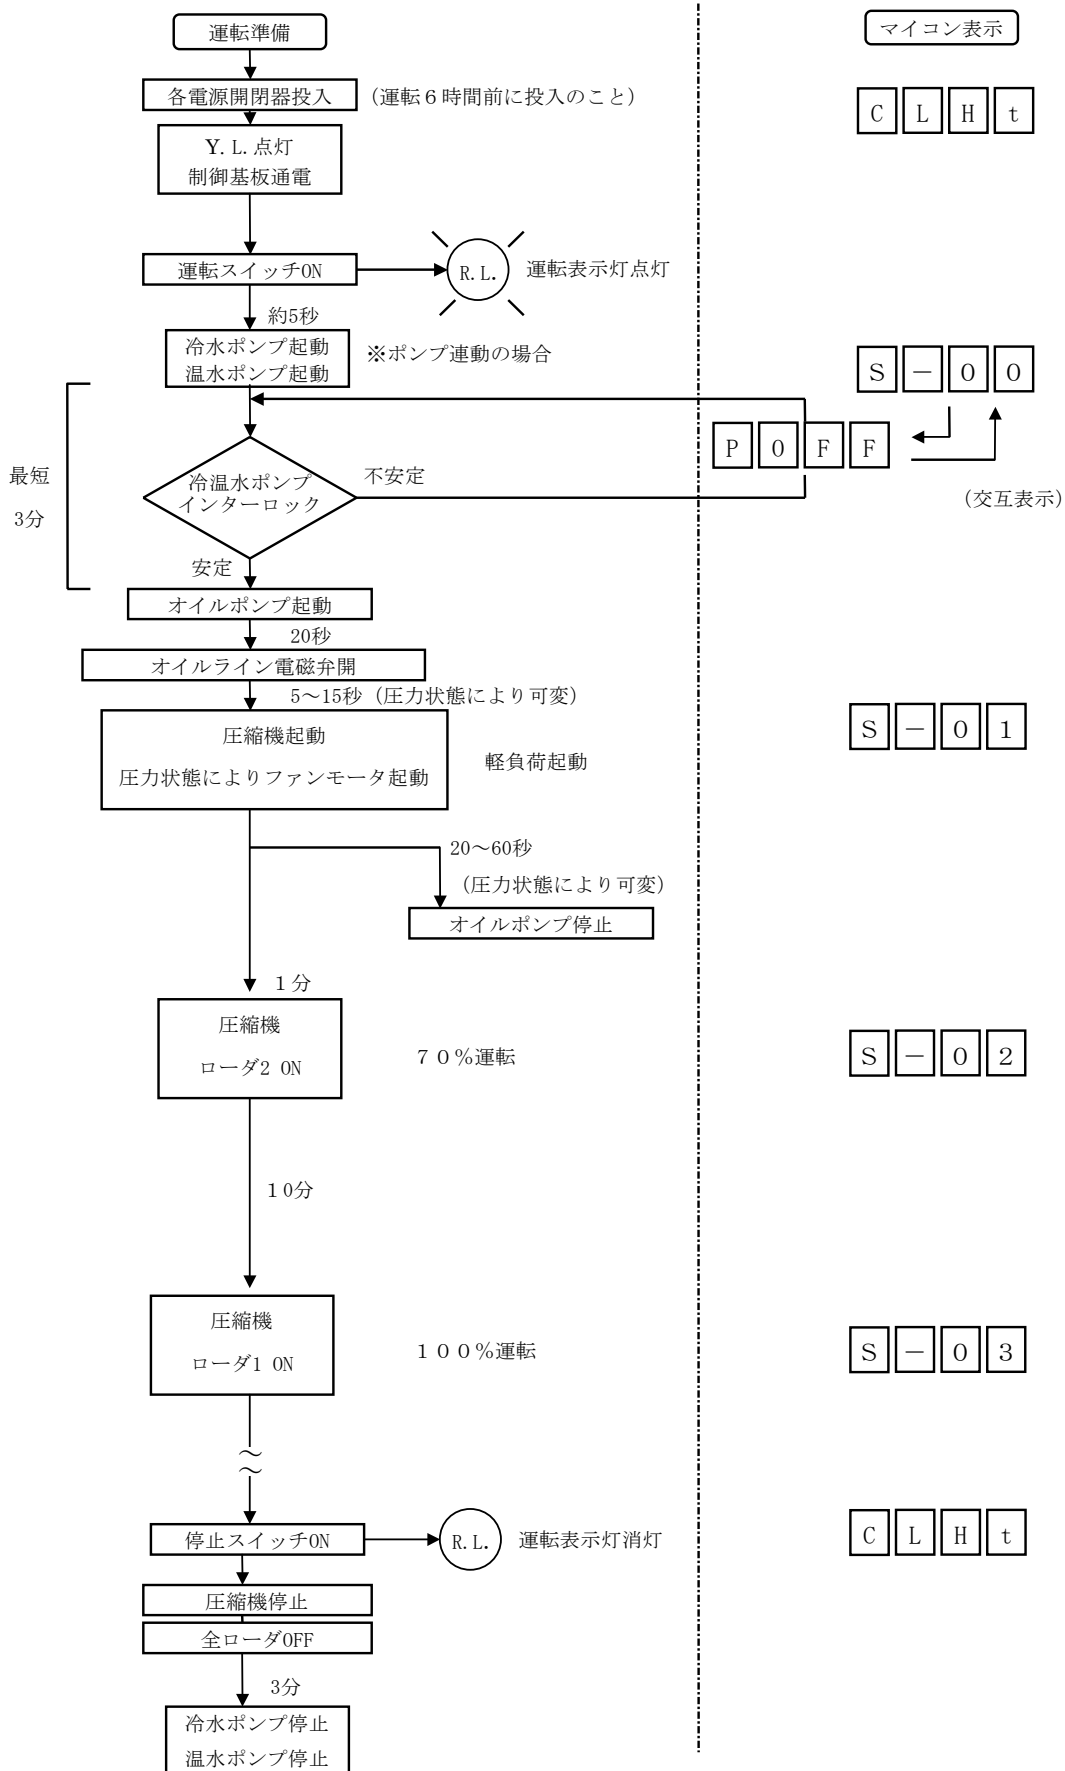 運転準備
マイコン表示
各電源開閉器投入 (運転6時間前に投入のこと)
C L H t
Y.L.点灯
制御基板通電
運転スイッチON
R.L.
運転表示灯点灯
約5秒
冷水ポンプ起動
温水ポンプ起動
※ポンプ連動の場合
S － 0 0
P 0 F F
(交互表示)
最短
3分
冷温水ポンプ
インターロック
不安定
安定
オイルポンプ起動
20秒
オイルライン電磁弁開
5～15秒 (圧力状態により可変)
圧縮機起動
圧力状態によりファンモータ起動
軽負荷起動
S － 0 1
20～60秒
(圧力状態により可変)
オイルポンプ停止
1分
圧縮機
ローダ2 ON
70％運転
S － 0 2
10分
圧縮機
ローダ1 ON
100％運転
S － 0 3
停止スイッチON
R.L.
運転表示灯消灯
C L H t
圧縮機停止
全ローダOFF
3分
冷水ポンプ停止
温水ポンプ停止